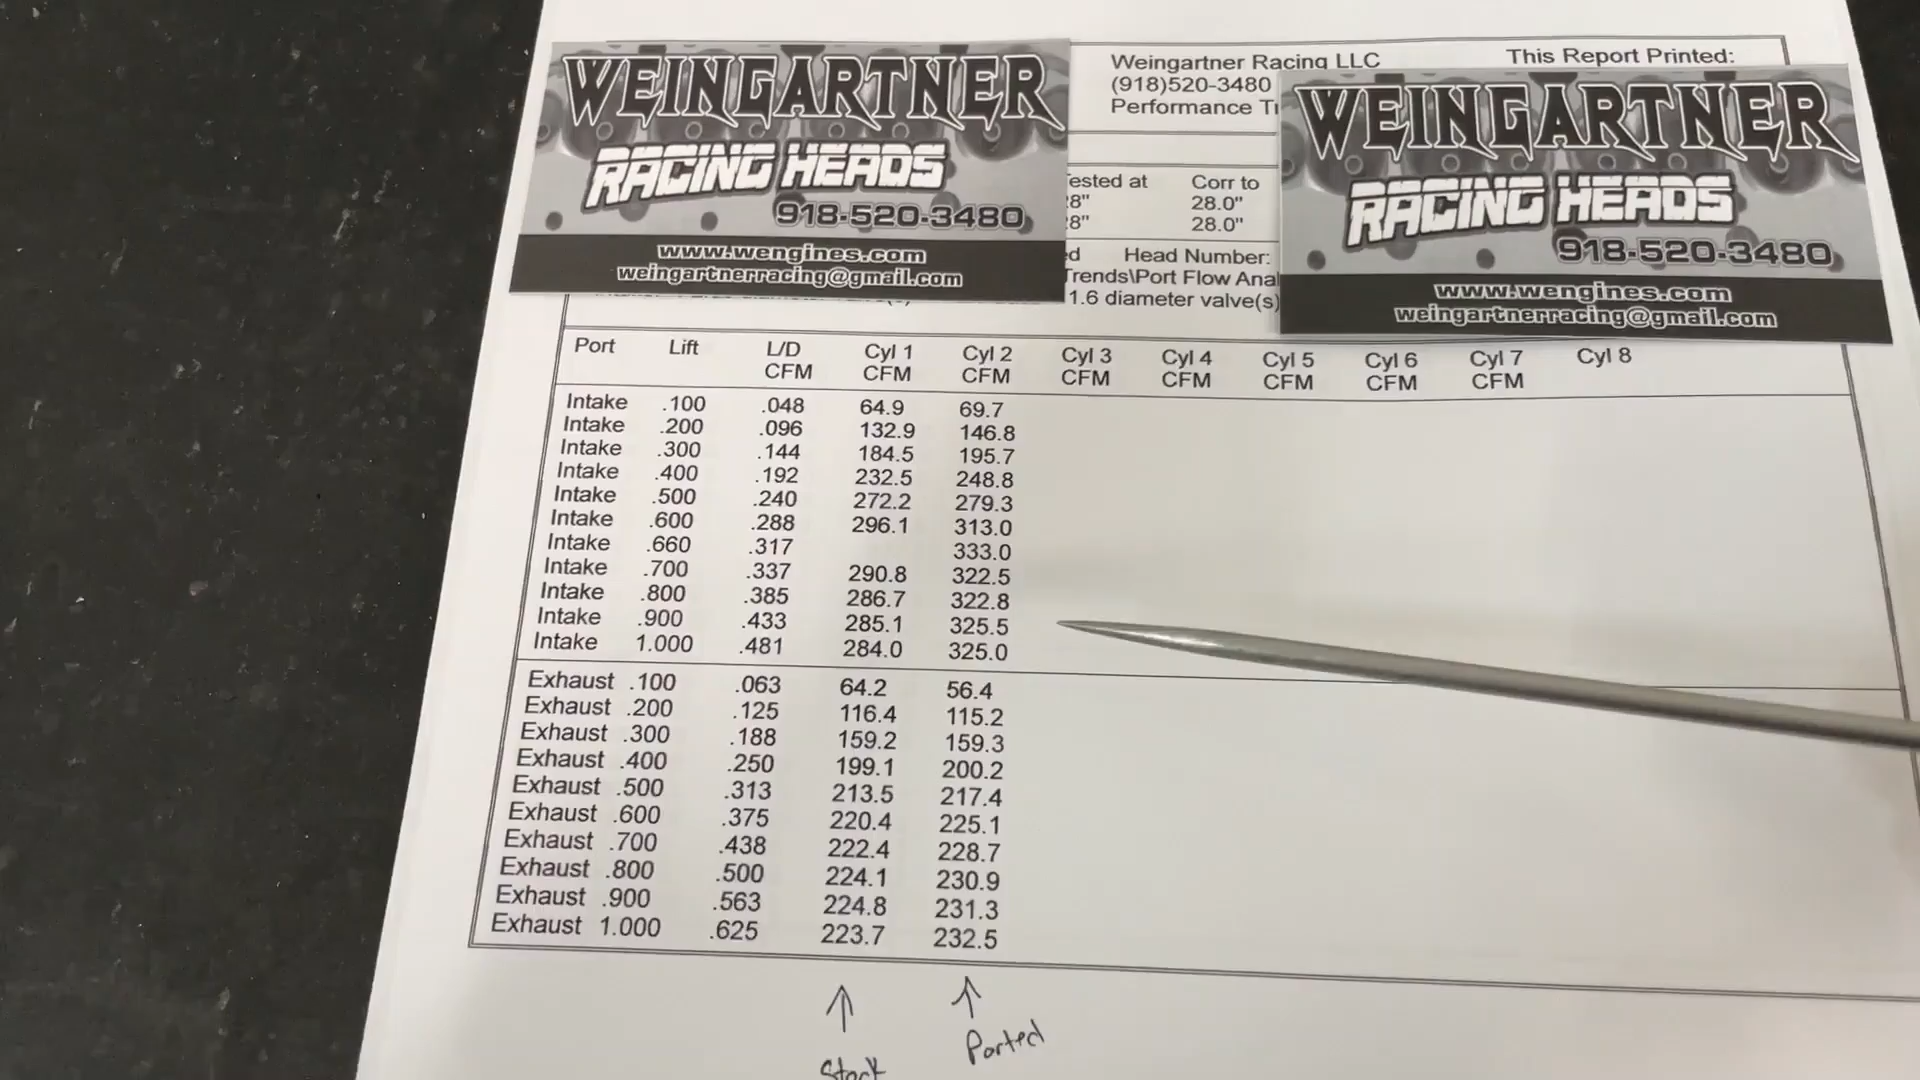 WEINGARTNER
RACING HEADS
918-520-3480
www.wengines.com
weingartnerracing@gmail.com
Weingartner Racing LLC
(918)520-3480
Performance
This Report Printed:
WEINGARTNER
RACING HEADS
918-520-3480
www.wengines.com
weingartnerracing@gmail.com
ested at Corr to
8" 28.0"
8" 28.0"
Head Number:
Trends\Port Flow Anal
1.6 diameter valve(s)
Port Lift L/D Cyl 1 Cyl 2 Cyl 3 Cyl 4 Cyl 5 Cyl 6 Cyl 7 Cyl 8
CFM CFM CFM CFM CFM CFM CFM CFM
Intake .100 .048 64.9 69.7
Intake .200 .096 132.9 146.8
Intake .300 .144 184.5 195.7
Intake .400 .192 232.5 248.8
Intake .500 .240 272.2 279.3
Intake .600 .288 296.1 313.0
Intake .660 .317 333.0
Intake .700 .337 290.8 322.5
Intake .800 .385 286.7 322.8
Intake .900 .433 285.1 325.5
Intake 1.000 .481 284.0 325.0
Exhaust .100 .063 64.2 56.4
Exhaust .200 .125 116.4 115.2
Exhaust .300 .188 159.2 159.3
Exhaust .400 .250 199.1 200.2
Exhaust .500 .313 213.5 217.4
Exhaust .600 .375 220.4 225.1
Exhaust .700 .438 222.4 228.7
Exhaust .800 .500 224.1 230.9
Exhaust .900 .563 224.8 231.3
Exhaust 1.000 .625 223.7 232.5
Stock Ported